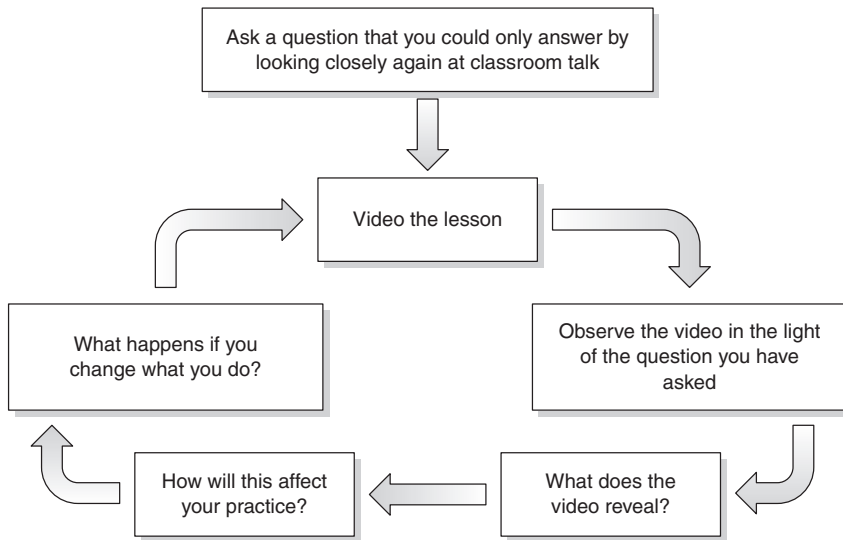 Ask a question that you could only answer by
looking closely again at classroom talk
Video the lesson
Observe the video in the light
of the question you have
asked
What does the
video reveal?
How will this affect
your practice?
What happens if you
change what you do?